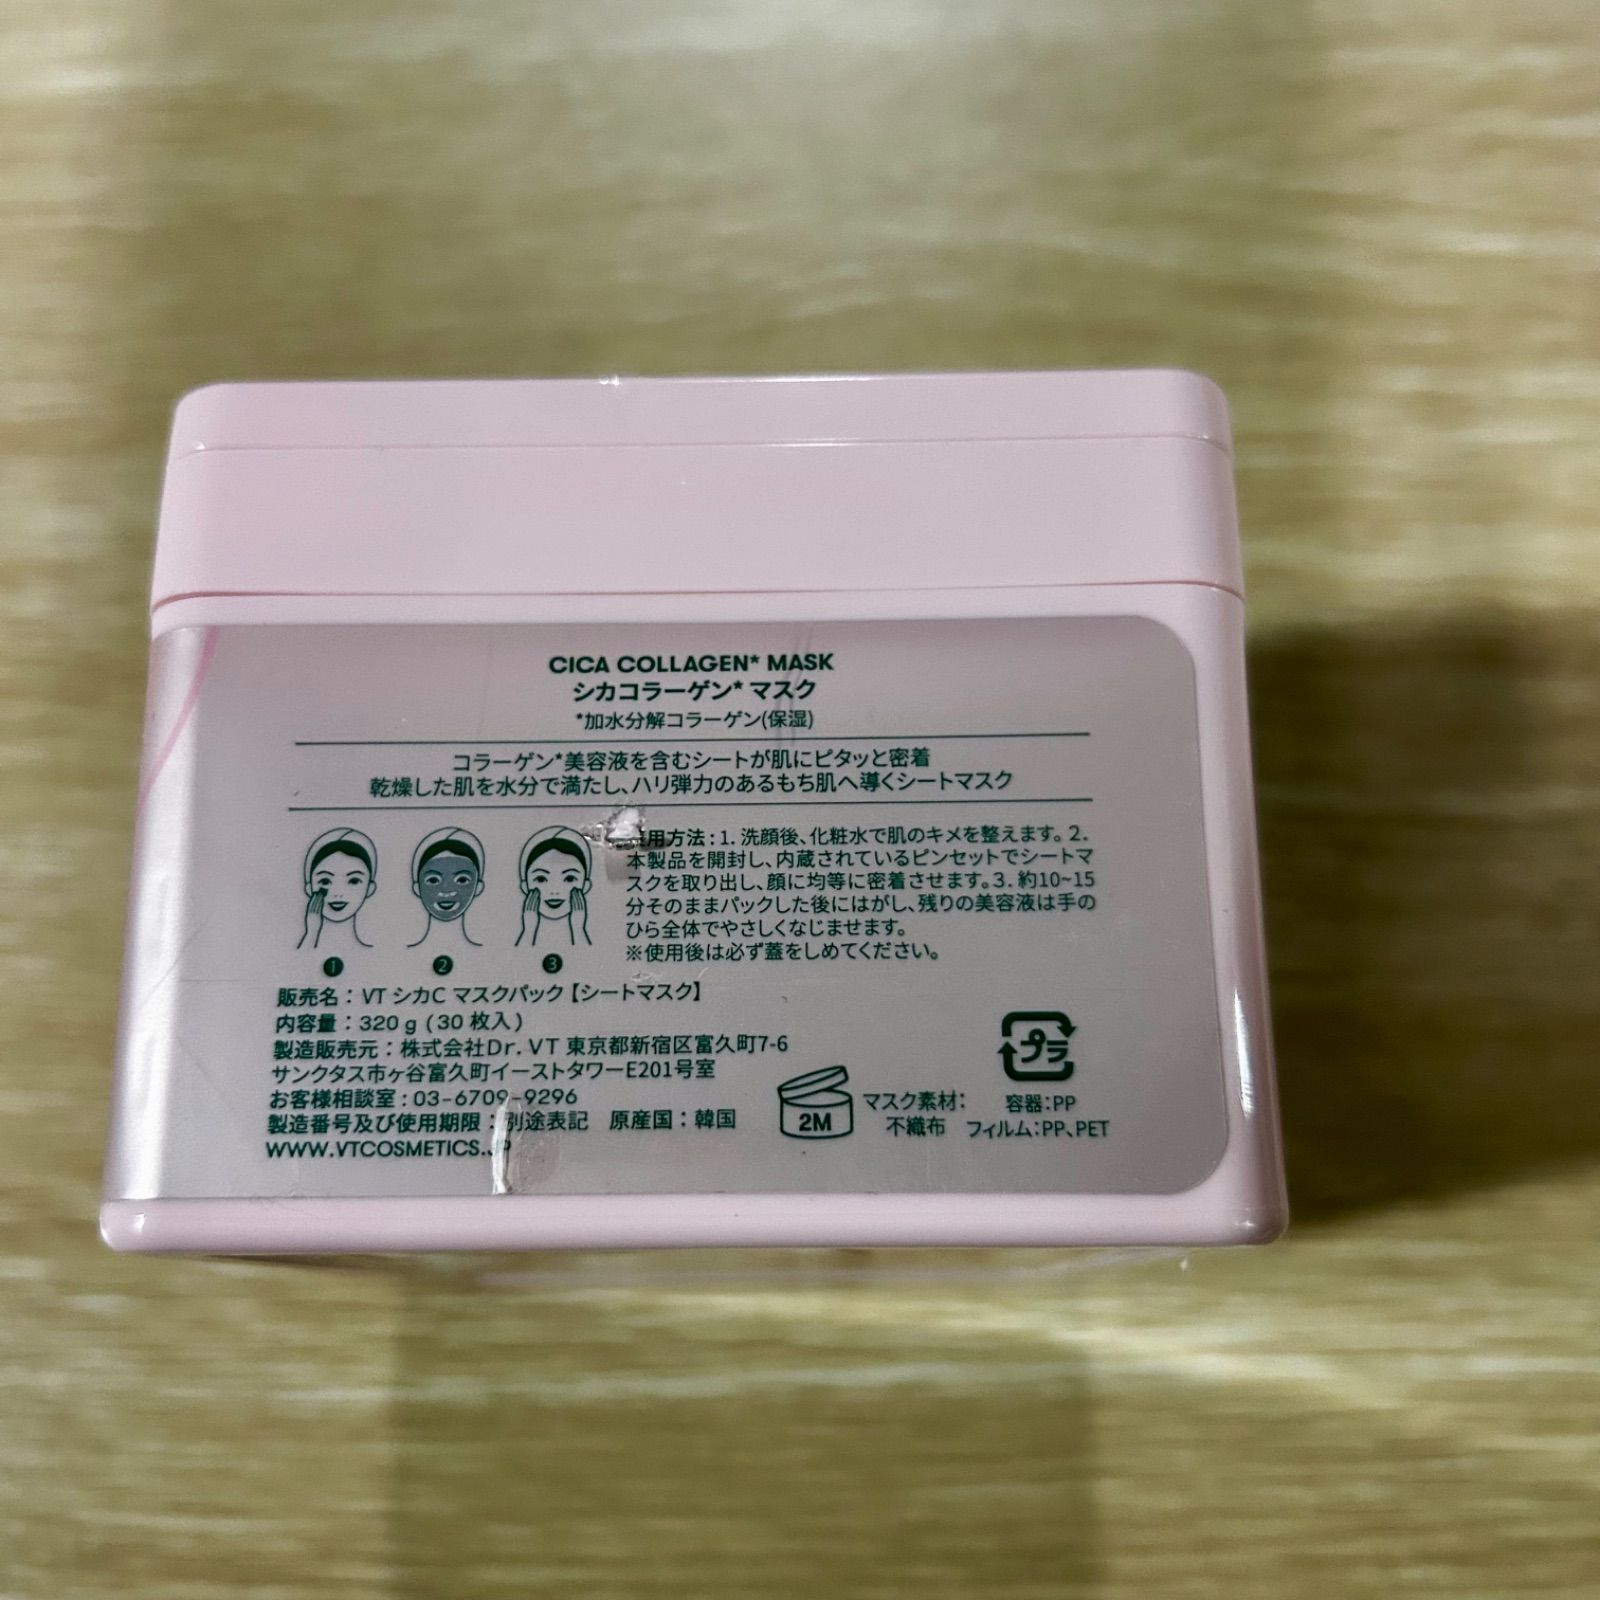 CICA COLLAGEN* MASK
シカコラーゲン* マスク
*加水分解コラーゲン(保湿)
コラーゲン*美容液を含むシートが肌にピタッと密着
乾燥した肌を水分で満たし、ハリ弾力のあるもち肌へ導くシートマスク
用方法：1. 洗顔後、化粧水で肌のキメを整えます。2.
本製品を開封し、内蔵されているピンセットでシートマ
スクを取り出し、顔に均等に密着させます。3. 約10~15
分そのままパックした後にはがし、残りの美容液は手の
ひら全体でやさしくなじませます。
※使用後は必ず蓋をしめてください。
1 2 3
販売名：VT シカC マスクパック【シートマスク】
内容量：320 g (30 枚入)
製造販売元：株式会社Dr. VT 東京都新宿区富久町7-6
サンクタス市ヶ谷富久町イーストタワーE201号室
お客様相談室：03-6709-9296
製造番号及び使用期限：別途表記 原産国：韓国
WWW.VTCOSMETICS.JP
2M
マスク素材：
不織布
プラ
容器：PP
フィルム：PP、PET